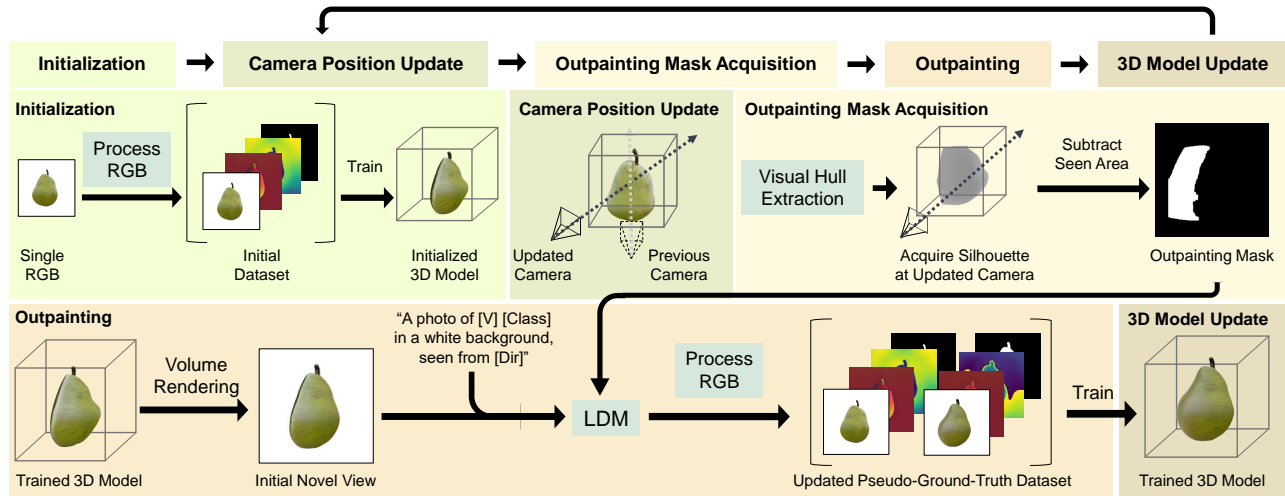 Initialization
Camera Position Update
Outpainting Mask Acquisition
Outpainting
3D Model Update
Initialization
Process
RGB
Train
Single
RGB
Initial
Dataset
Initialized
3D Model
Camera Position Update
Updated
Camera
Previous
Camera
Outpainting Mask Acquisition
Visual Hull
Extraction
Subtract
Seen Area
Acquire Silhouette
at Updated Camera
Outpainting Mask
Outpainting
Volume
Rendering
“A photo of [V] [Class]
in a white background,
seen from [Dir]”
LDM
Process
RGB
Train
Trained 3D Model
Initial Novel View
Updated Pseudo-Ground-Truth Dataset
3D Model Update
Trained 3D Model